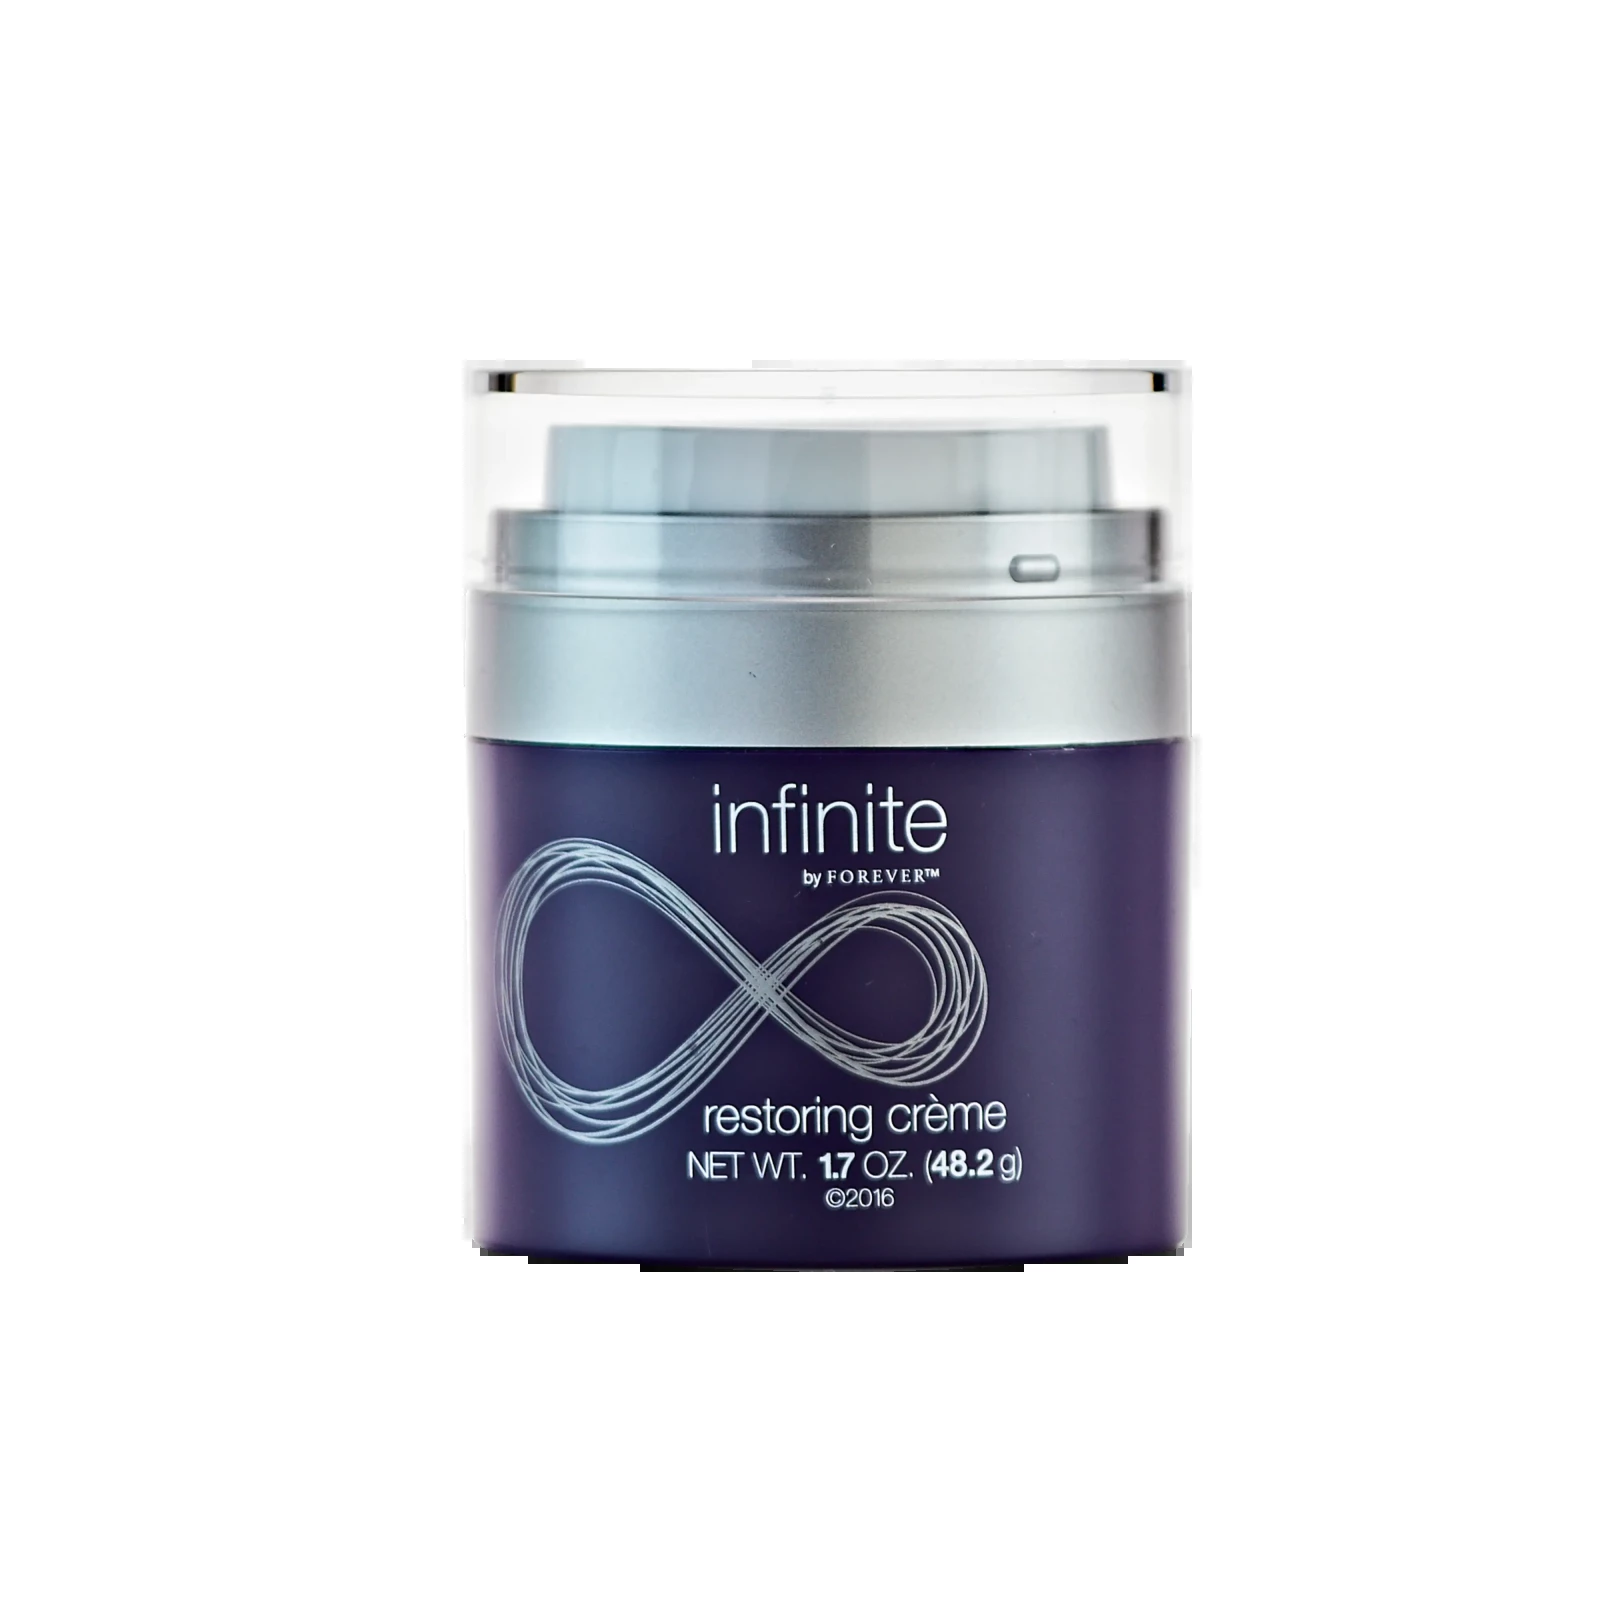 infinite
by FOREVER™
restoring crème
NET WT. 1.7 OZ. (48.2 g)
©2016